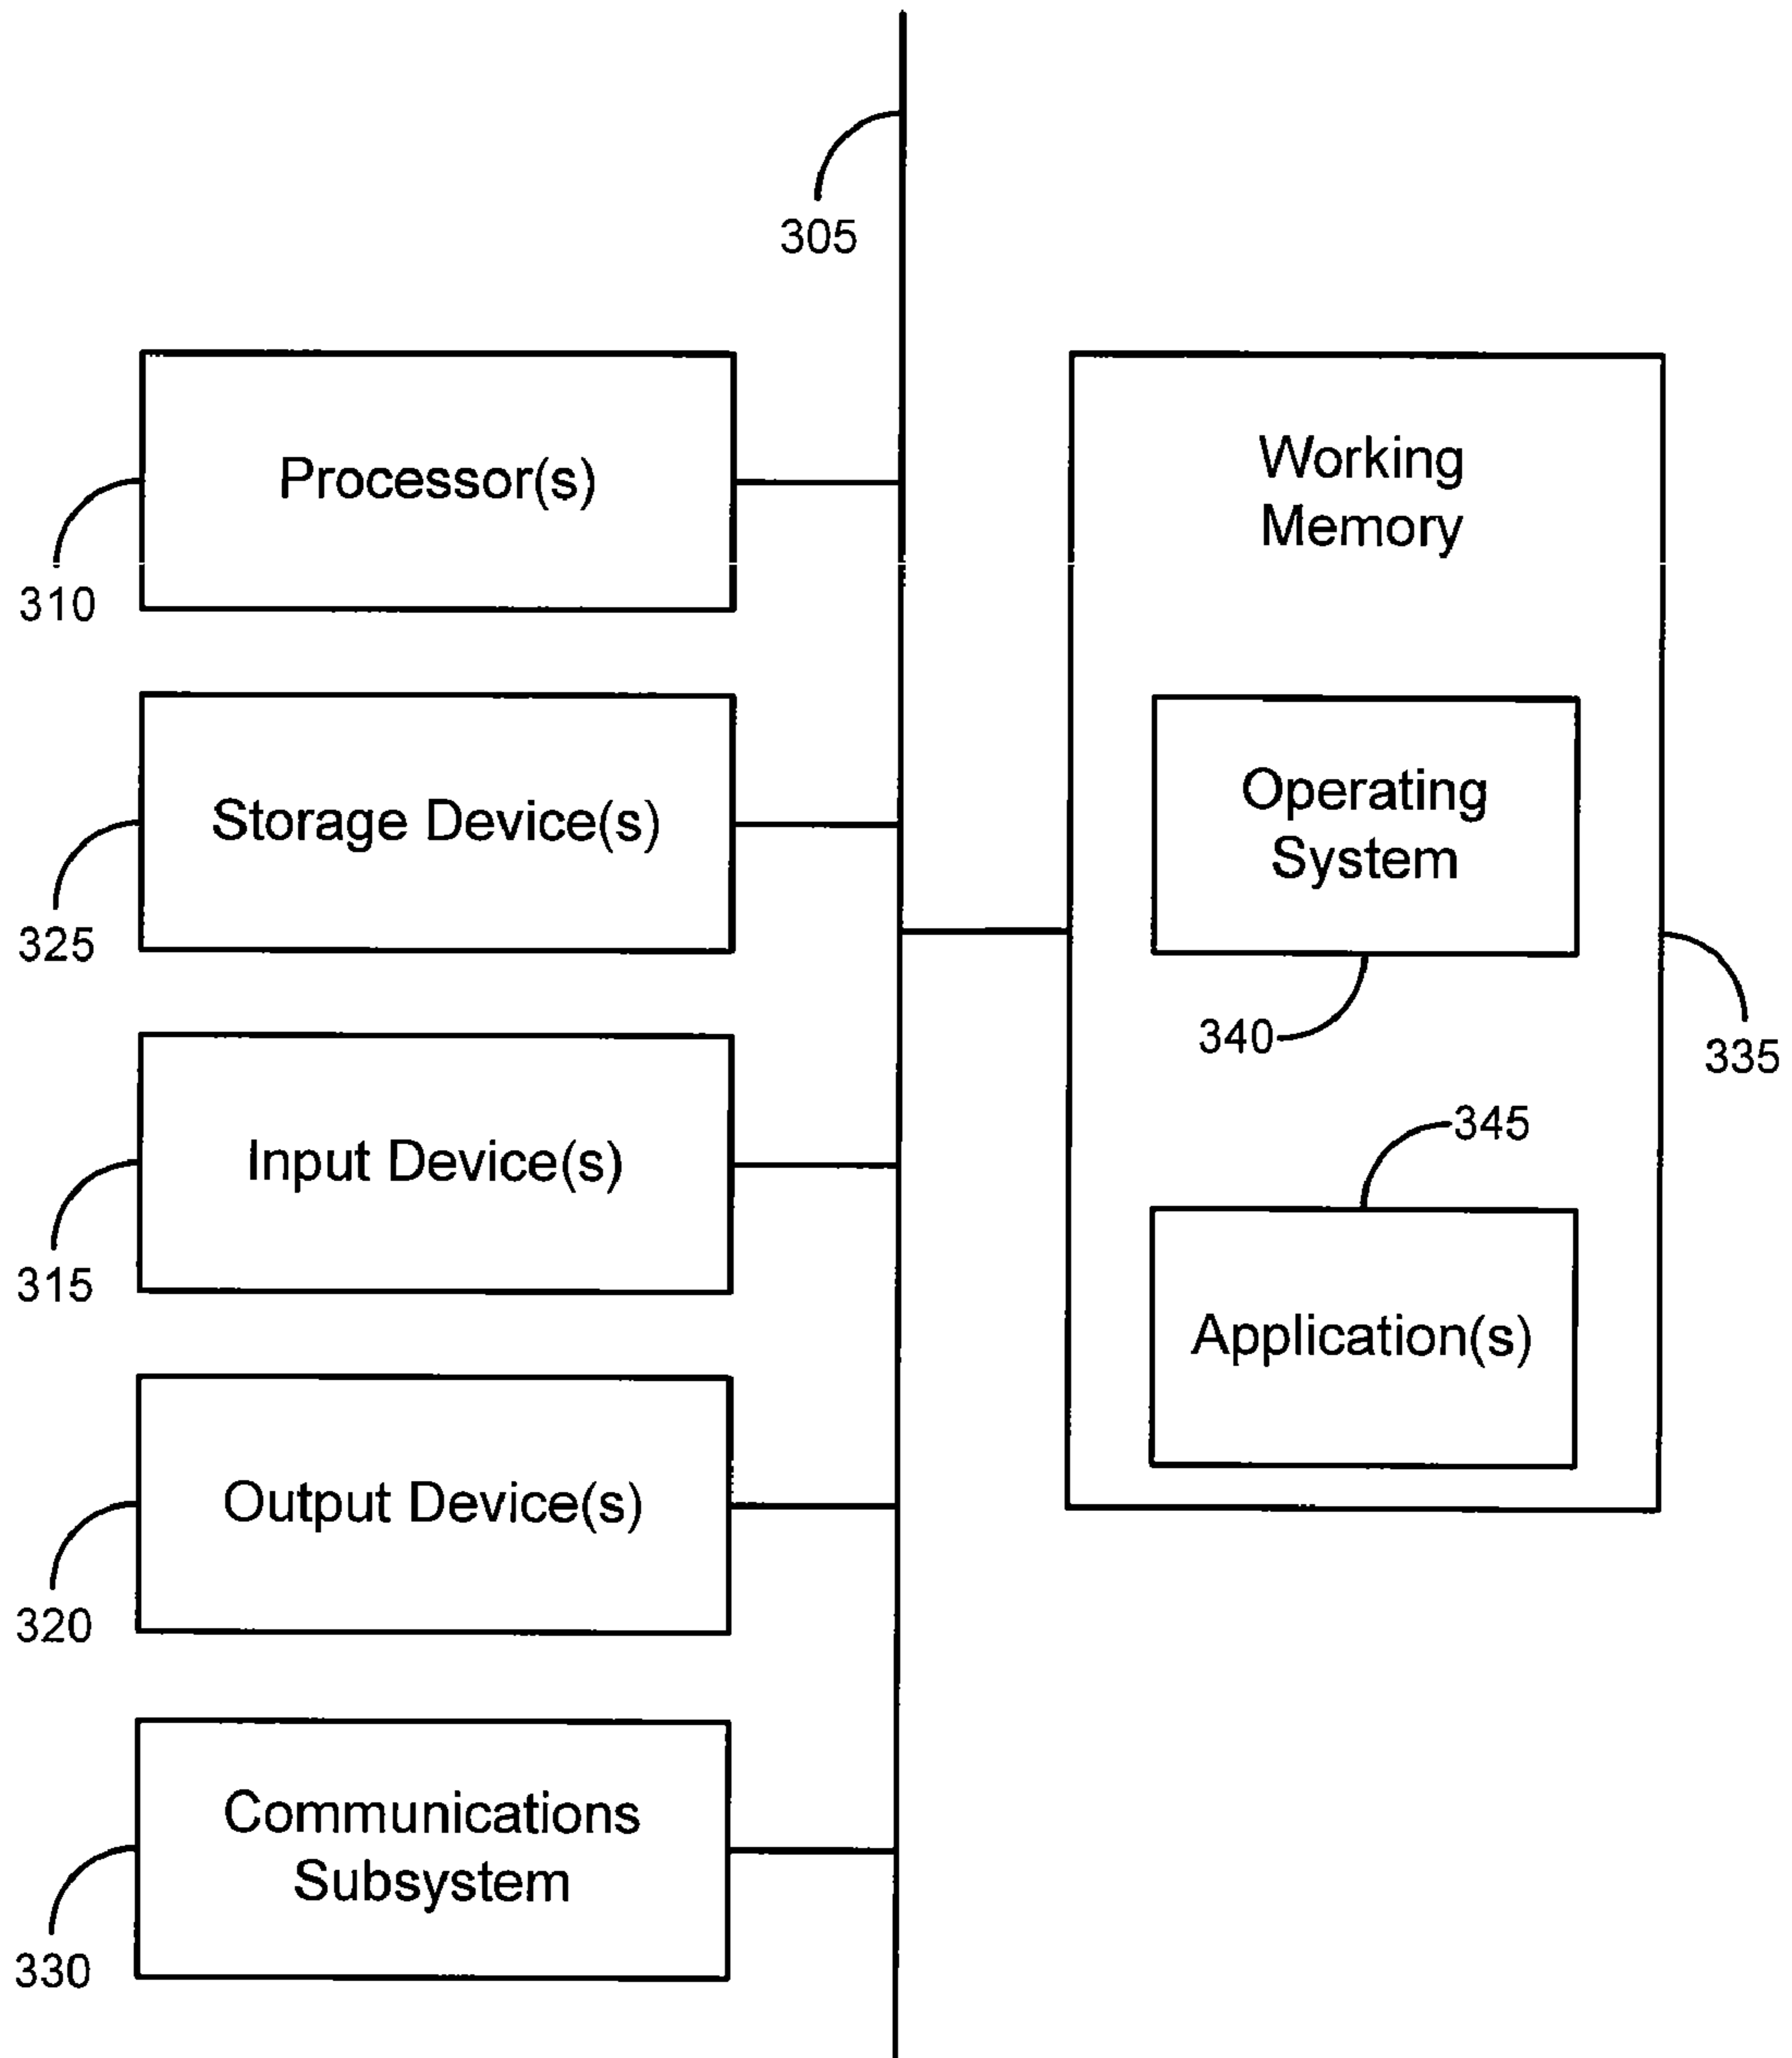 305
Processor(s)
310
Storage Device(s)
325
Input Device(s)
315
Output Device(s)
320
Communications
Subsystem
330
Working
Memory
Operating
System
340
335
345
Application(s)